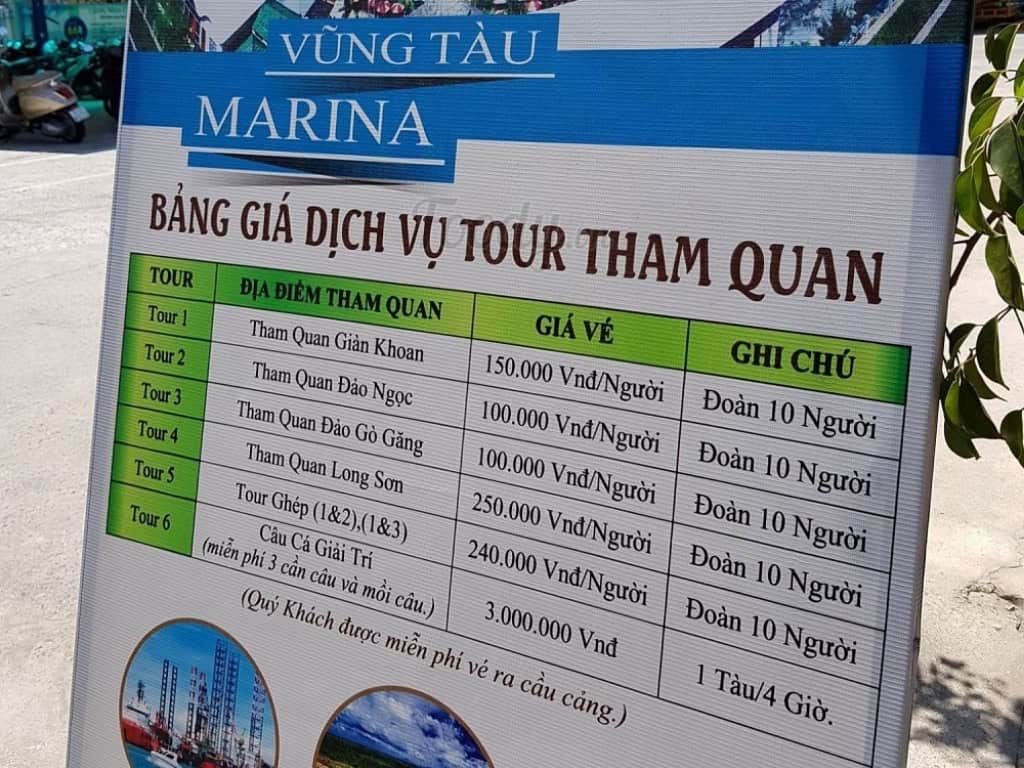 VŨNG TÀU
MARINA
BẢNG GIÁ DỊCH VỤ TOUR THAM QUAN
TOUR ĐỊA ĐIỂM THAM QUAN GIÁ VÉ GHI CHÚ
Tour 1 Tham Quan Giàn Khoan 150.000 Vnđ/Người Đoàn 10 Người
Tour 2 Tham Quan Đảo Ngọc 100.000 Vnđ/Người Đoàn 10 Người
Tour 3 Tham Quan Đảo Gò Găng 100.000 Vnđ/Người Đoàn 10 Người
Tour 4 Tham Quan Long Sơn 250.000 Vnđ/Người Đoàn 10 Người
Tour 5 Tour Ghép (1&2),(1&3) 240.000 Vnđ/Người Đoàn 10 Người
Tour 6 Câu Cá Giải Trí 3.000.000 Vnđ 1 Tàu/4 Giờ.
(miễn phí 3 cần câu và mồi câu.)
(Quý Khách được miễn phí vé ra cầu cảng.)